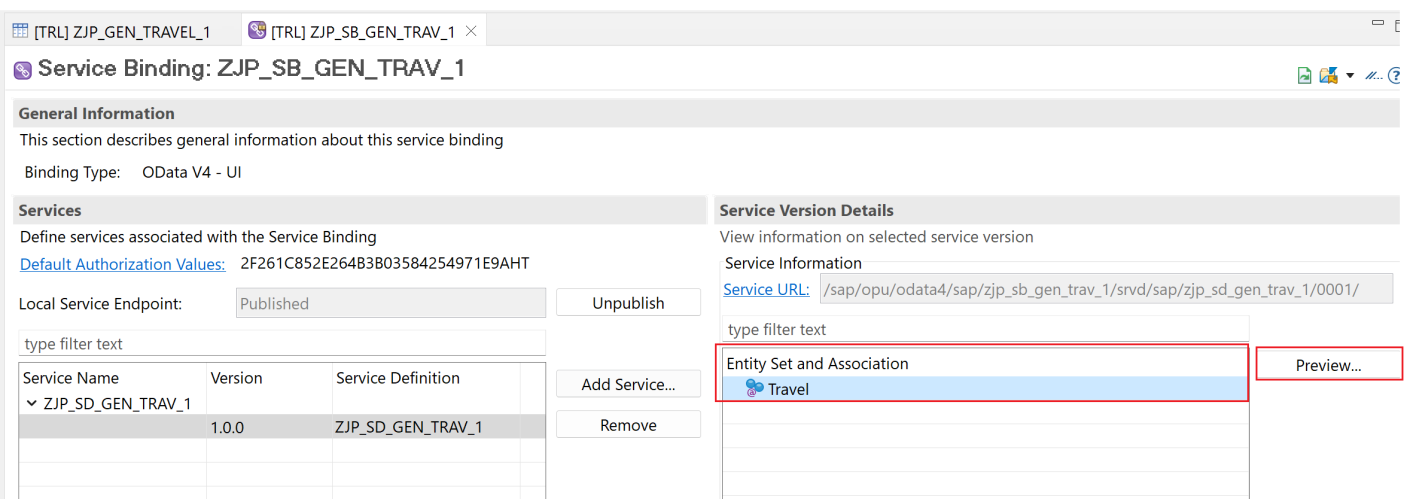 [TRL] ZJP_GEN_TRAVEL_1
[TRL] ZJP_SB_GEN_TRAV_1
Service Binding: ZJP_SB_GEN_TRAV_1
General Information
This section describes general information about this service binding
Binding Type: OData V4 - UI
Services
Define services associated with the Service Binding
Default Authorization Values: 2F261C852E264B3B03584254971E9AHT
Local Service Endpoint: Published Unpublish
type filter text
Service Name Version Service Definition
ZJP_SD_GEN_TRAV_1
1.0.0 ZJP_SD_GEN_TRAV_1
Add Service...
Remove
Service Version Details
View information on selected service version
Service Information
Service URL: /sap/opu/odata4/sap/zjp_sb_gen_trav_1/srvd/sap/zjp_sd_gen_trav_1/0001/
type filter text
Entity Set and Association
Travel
Preview...